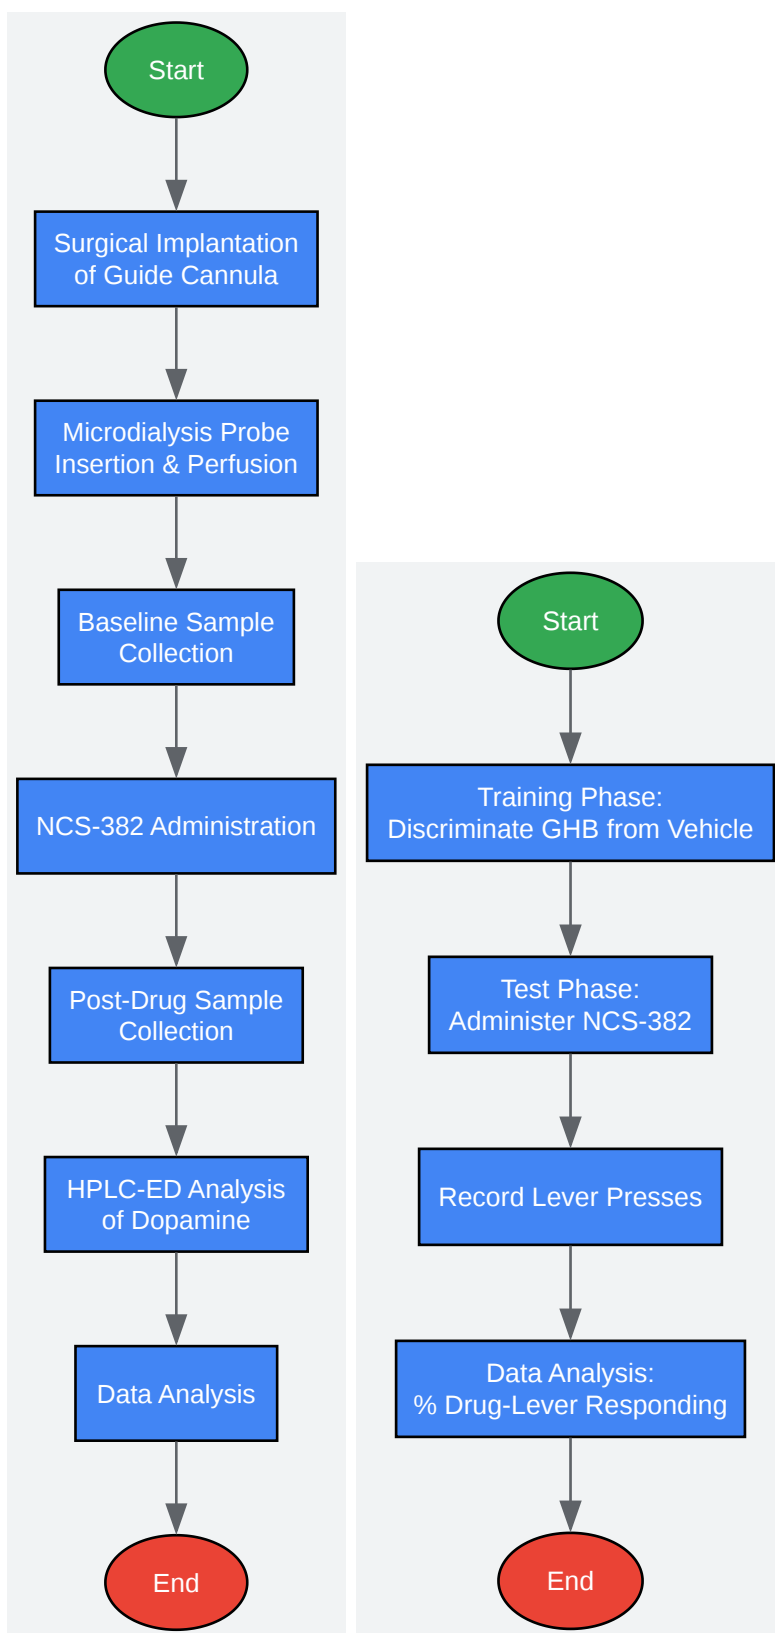 Start
Surgical Implantation
of Guide Cannula
Microdialysis Probe
Insertion & Perfusion
Baseline Sample
Collection
NCS-382 Administration
Post-Drug Sample
Collection
HPLC-ED Analysis
of Dopamine
Data Analysis
End
Start
Training Phase:
Discriminate GHB from Vehicle
Test Phase:
Administer NCS-382
Record Lever Presses
Data Analysis:
% Drug-Lever Responding
End